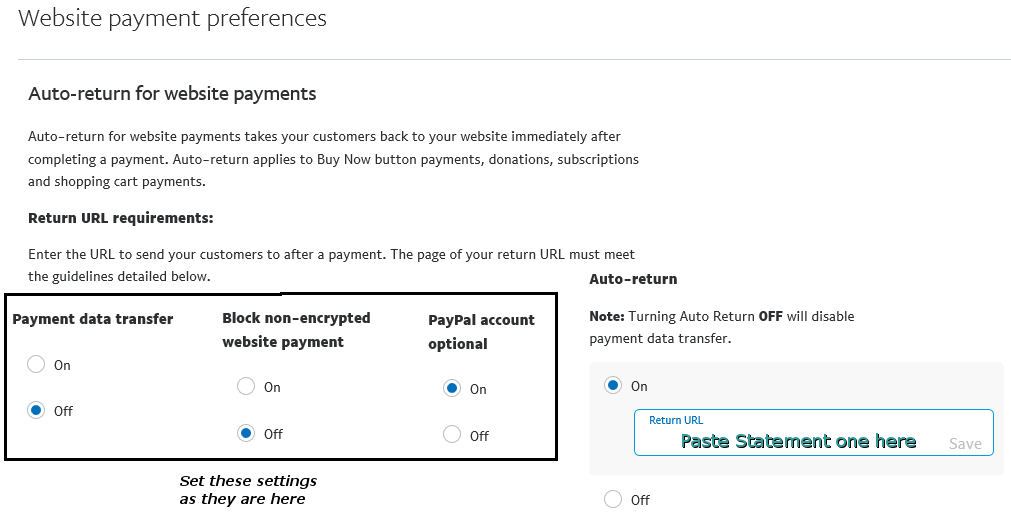 Website payment preferences
Auto-return for website payments
Auto-return for website payments takes your customers back to your website immediately after
completing a payment. Auto-return applies to Buy Now button payments, donations, subscriptions
and shopping cart payments.
Return URL requirements:
Enter the URL to send your customers to after a payment. The page of your return URL must meet
the guidelines detailed below.
Payment data transfer
On
Off
Block non-encrypted
website payment
On
Off
PayPal account
optional
On
Off
Set these settings
as they are here
Auto-return
Note: Turning Auto Return OFF will disable
payment data transfer.
On
Return URL
Paste Statement one here
Save
Off